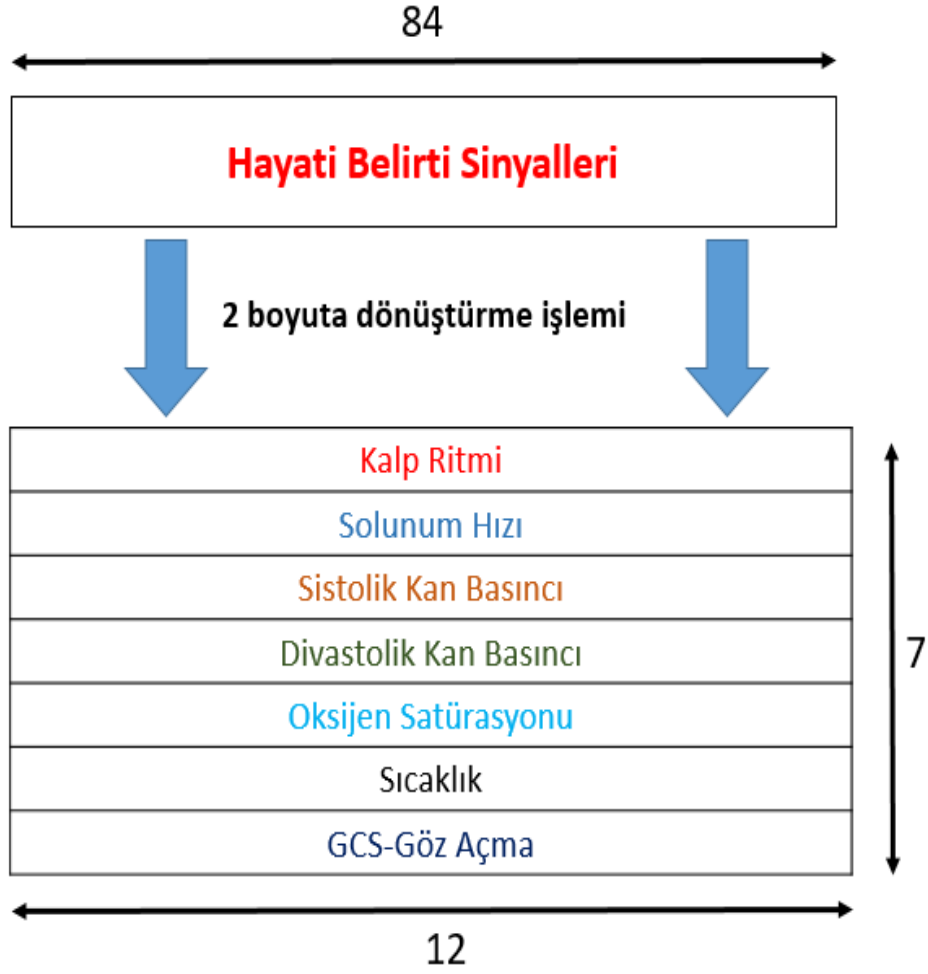 84
Hayati Belirti Sinyalleri
2 boyuta dönüştürme işlemi
Kalp Ritmi
Solunum Hızı
Sistolik Kan Basıncı
Divastolik Kan Basıncı
Oksijen Satürasyonu
Sıcaklık
GCS-Göz Açma
7
12